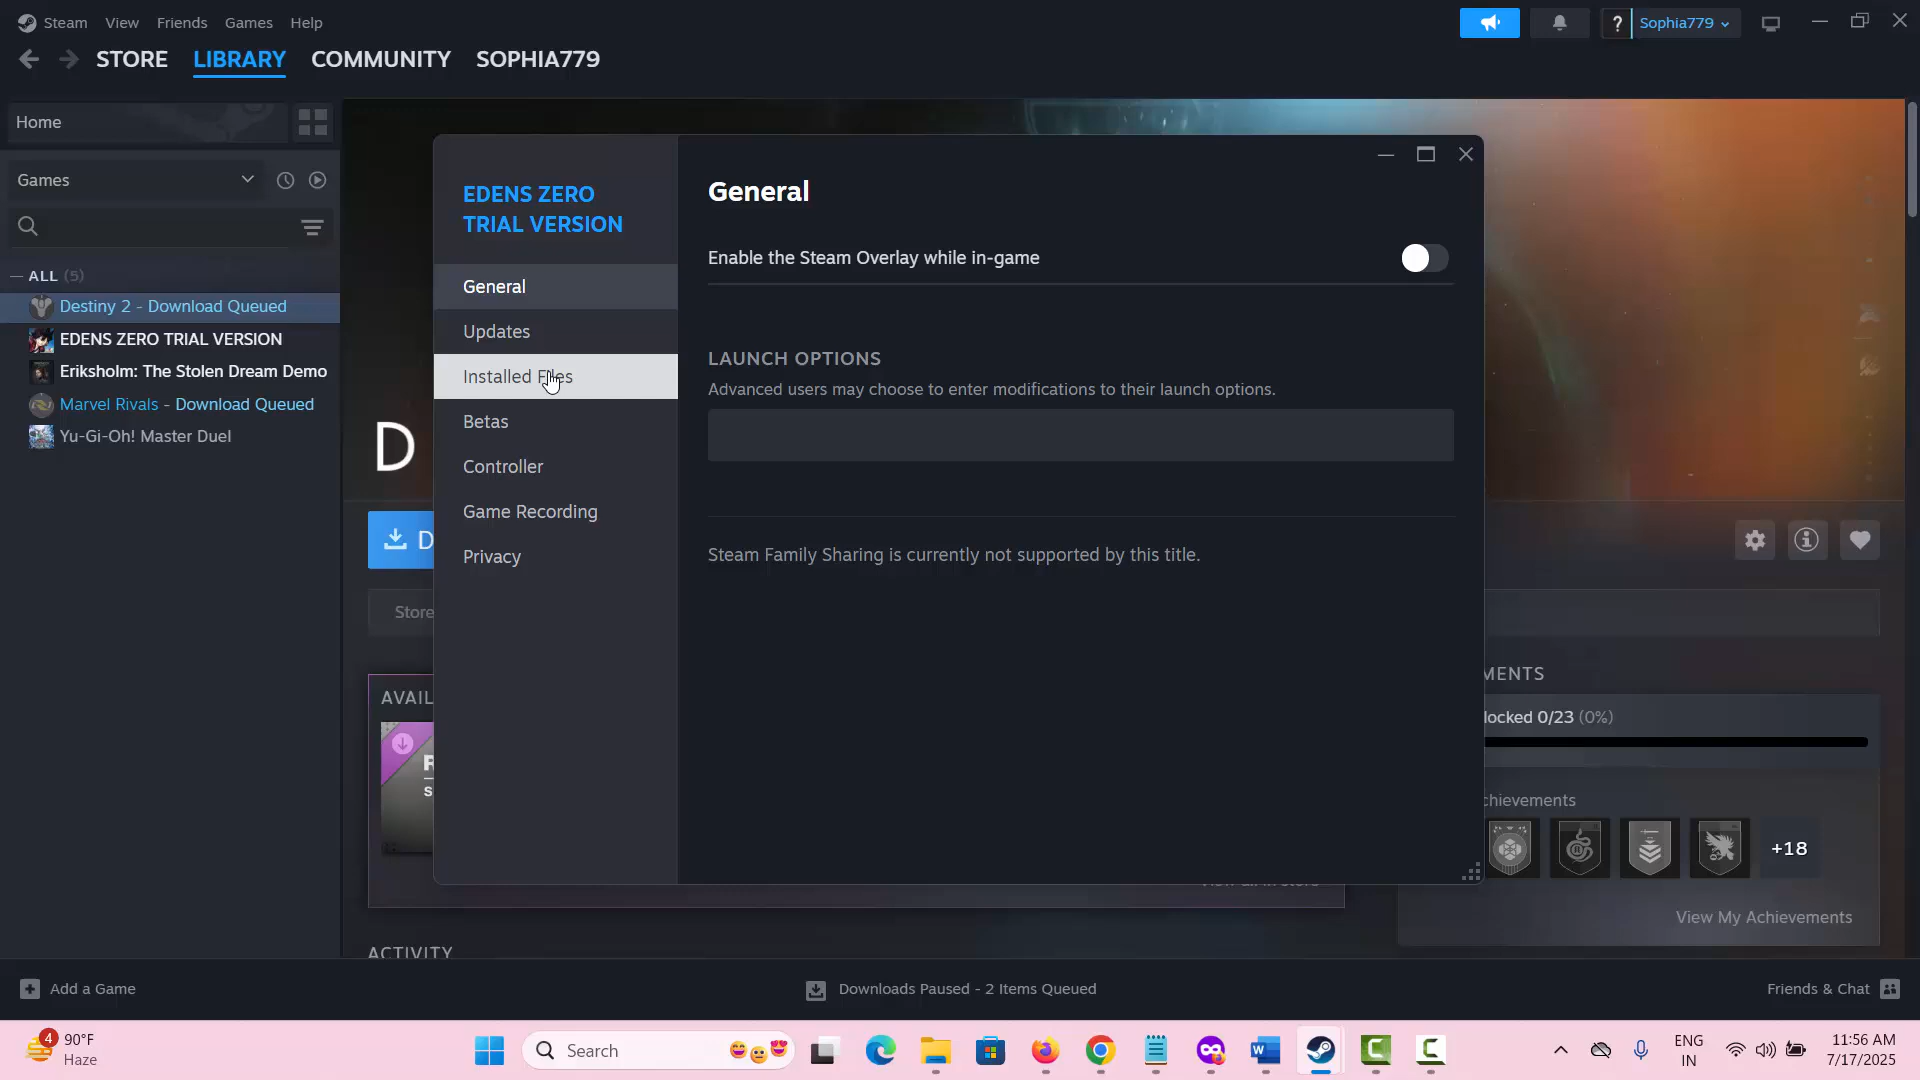 Steam View Friends Games Help
? Sophia779
STORE LIBRARY COMMUNITY SOPHIA779
Home
Games
ALL (5)
Destiny 2 - Download Queued
EDENS ZERO TRIAL VERSION
Eriksholm: The Stolen Dream Demo
Marvel Rivals - Download Queued
Yu-Gi-Oh! Master Duel
EDENS ZERO
TRIAL VERSION
General
Updates
Installed Files
Betas
Controller
Game Recording
Privacy
General
Enable the Steam Overlay while in-game
LAUNCH OPTIONS
Advanced users may choose to enter modifications to their launch options.
Steam Family Sharing is currently not supported by this title.
D
D
Store
AVAIL
R
S
MENTS
locked 0/23 (0%)
chievements
+18
View My Achievements
ACTIVITY
Add a Game
Downloads Paused - 2 Items Queued
Friends & Chat
4
90°F
Haze
Search
ENG
IN
11:56 AM
7/17/2025